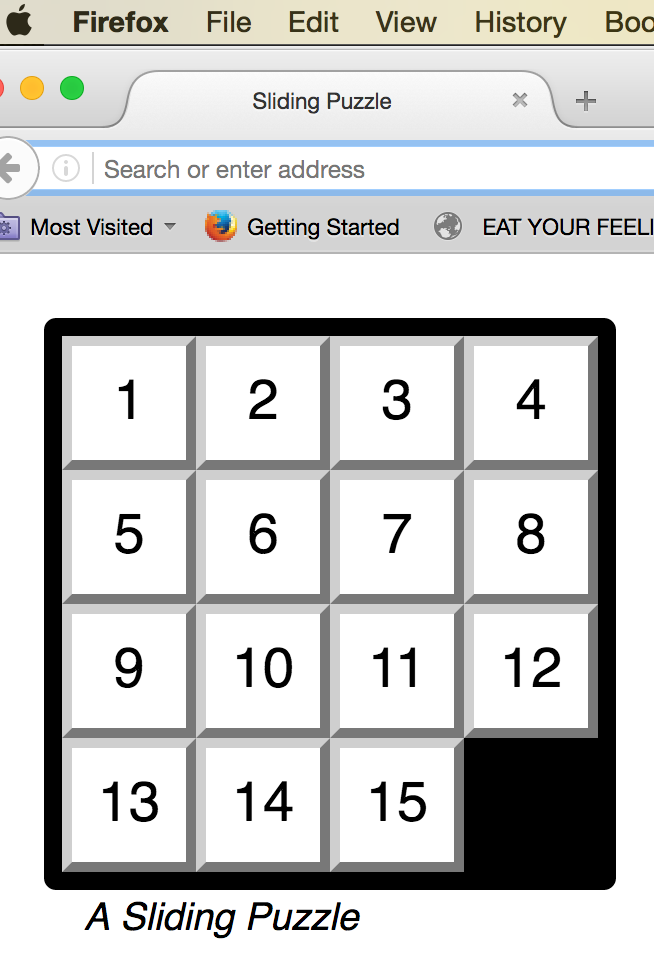 Firefox File Edit View History Boo
Sliding Puzzle
Search or enter address
Most Visited Getting Started EAT YOUR FEELI
1 2 3 4
5 6 7 8
9 10 11 12
13 14 15
A Sliding Puzzle